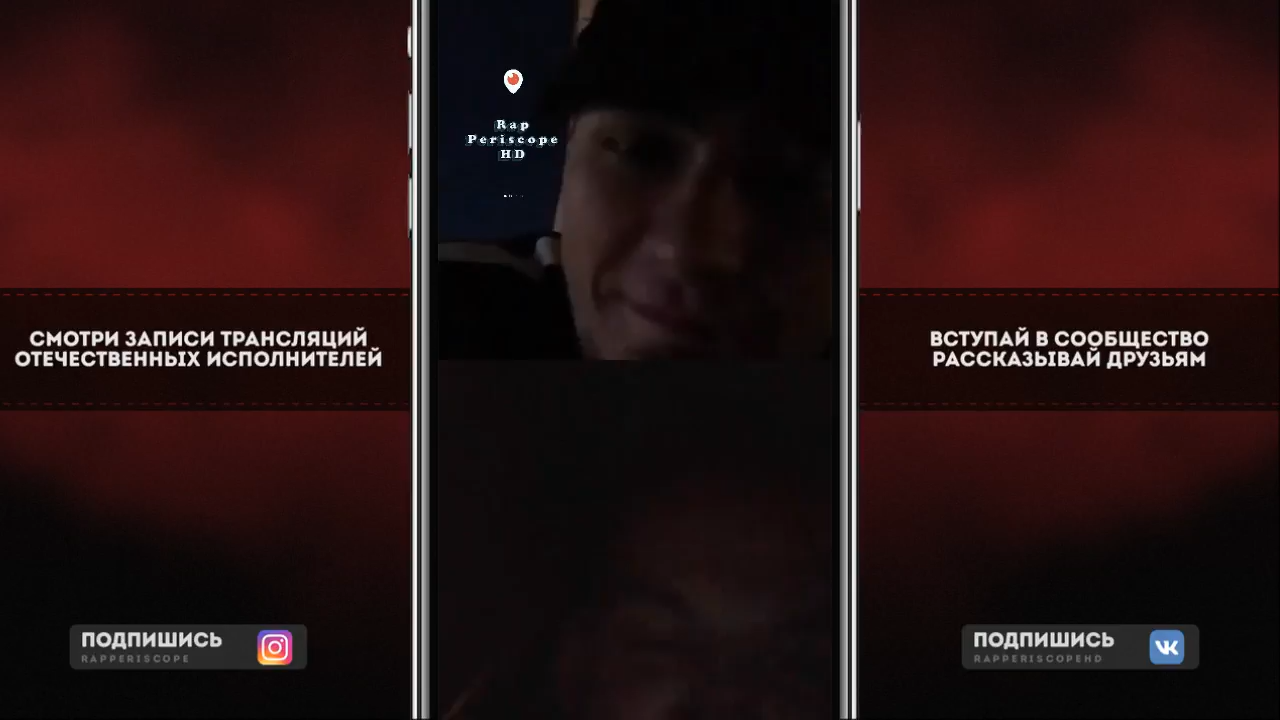 Rap
Periscope
HD
СМОТРИ ЗАПИСИ ТРАНСЛЯЦИЙ
ОТЕЧЕСТВЕННЫХ ИСПОЛНИТЕЛЕЙ
ВСТУПАЙ В СООБЩЕСТВО
РАССКАЗЫВАЙ ДРУЗЬЯМ
ПОДПИШИСЬ
RAPPERISCOPE
ПОДПИШИСЬ
RAPPERISCOPEHD